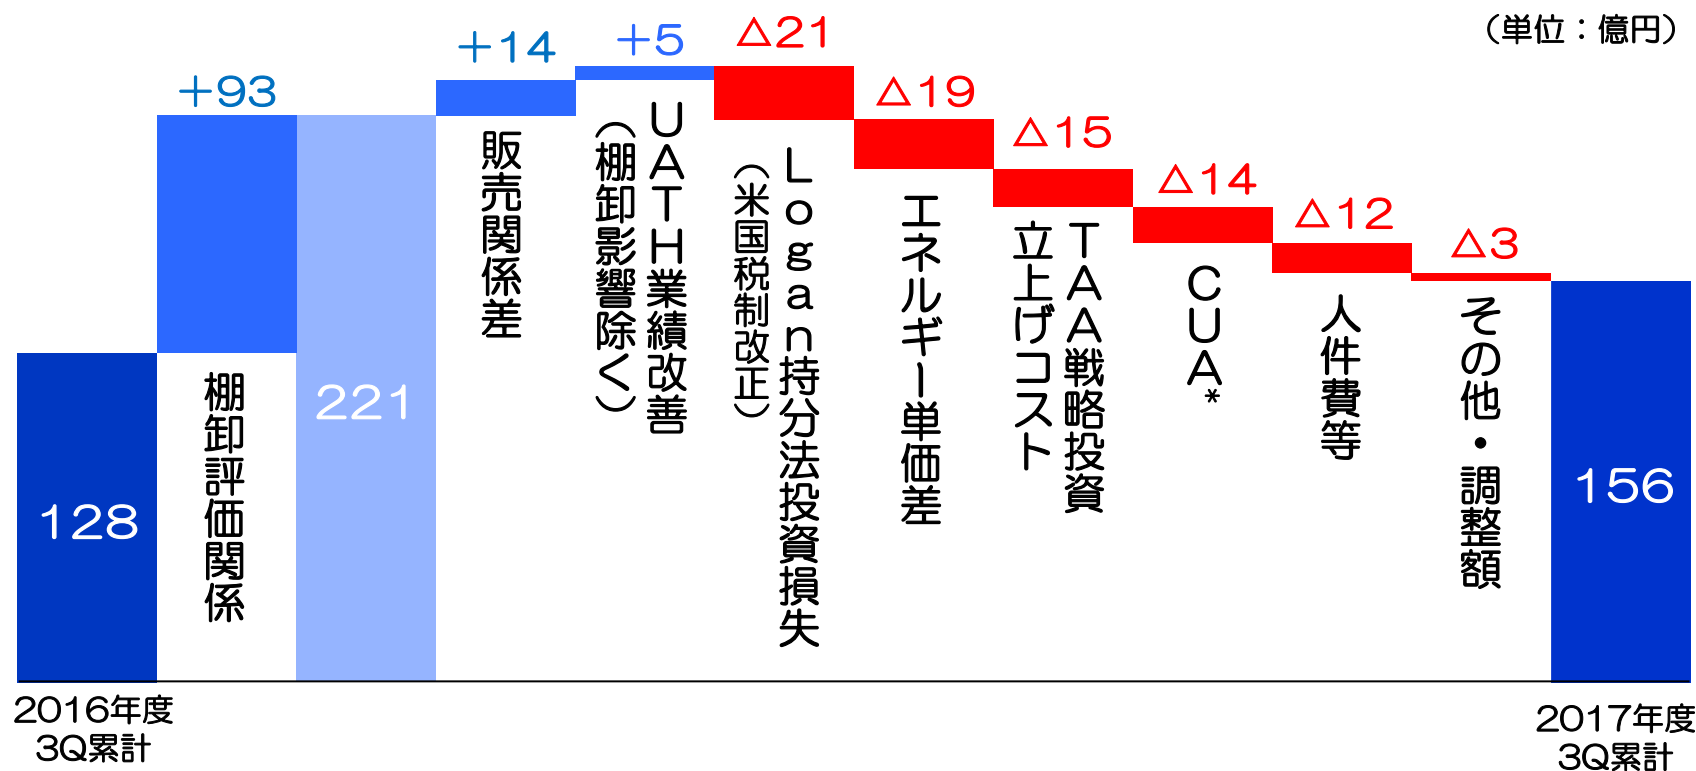 （単位：億円）
128
2016年度
3Q累計
+93
棚卸評価関係
221
+14
販売関係差
+5
UATH業績改善
（棚卸影響除く）
△21
Logan持分法投資損失
（米国税制改正）
△19
エネルギー単価差
△15
TAA戦略投資
立上げコスト
△14
CUA*
△12
人件費等
△3
その他・調整額
156
2017年度
3Q累計